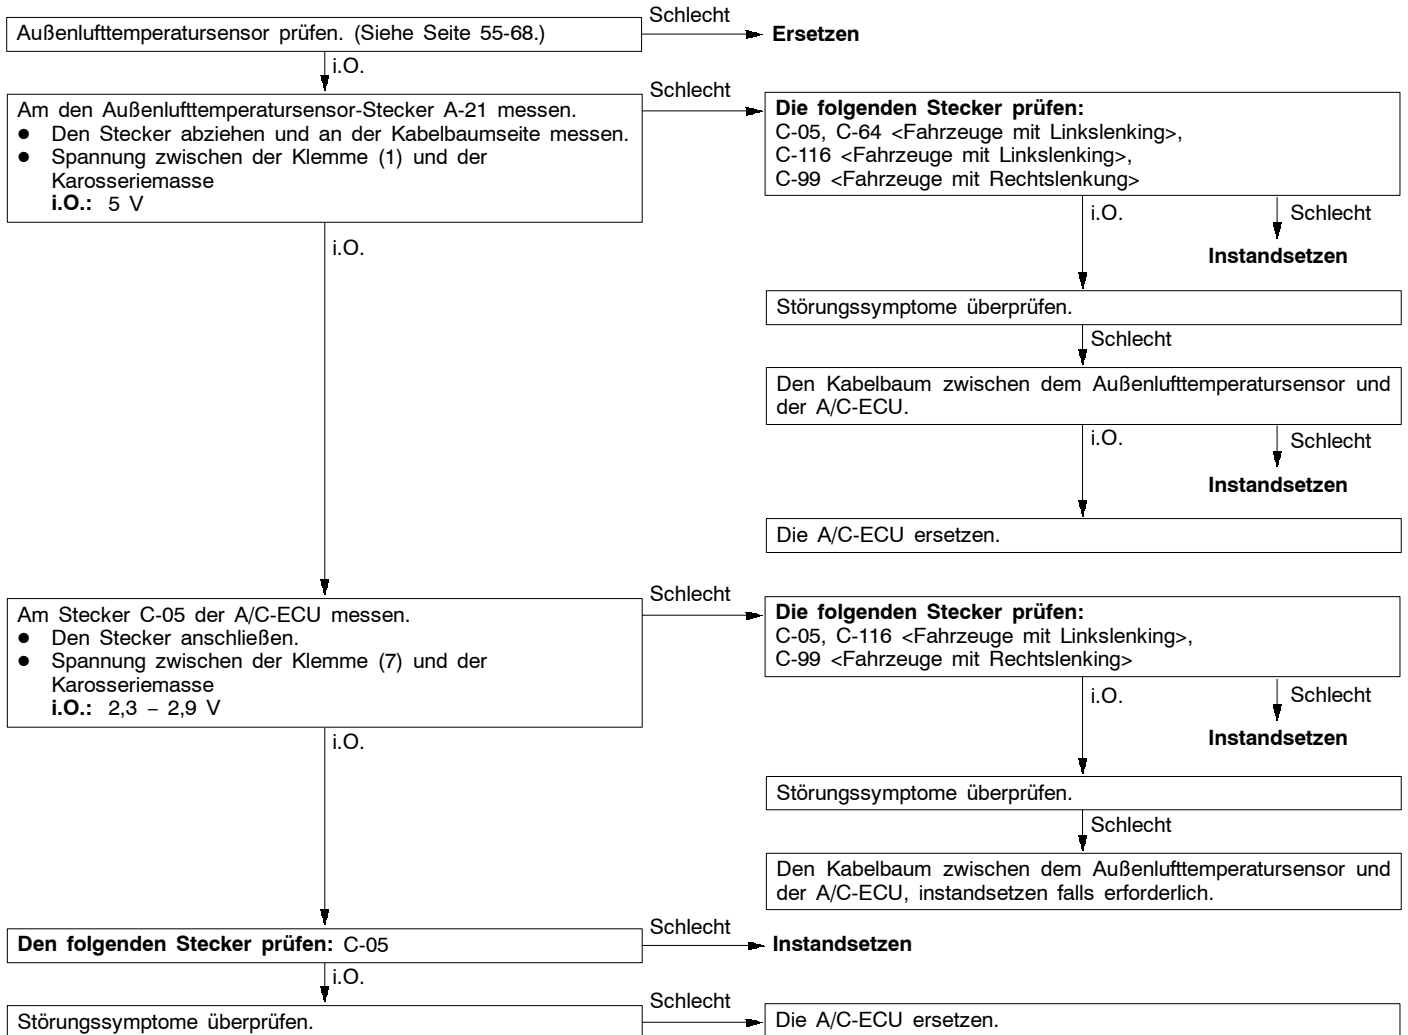 Außenlufttemperatursensor prüfen. (Siehe Seite 55-68.)
Schlecht
Ersetzen
i.O.
Am den Außenlufttemperatursensor-Stecker A-21 messen.
● Den Stecker abziehen und an der Kabelbaumseite messen.
● Spannung zwischen der Klemme (1) und der
Karosseriemasse
i.O.: 5 V
Schlecht
Die folgenden Stecker prüfen:
C-05, C-64 <Fahrzeuge mit Linkslenking>,
C-116 <Fahrzeuge mit Linkslenking>,
C-99 <Fahrzeuge mit Rechtslenkung>
i.O.
Schlecht
Instandsetzen
i.O.
Störungssymptome überprüfen.
Schlecht
Den Kabelbaum zwischen dem Außenlufttemperatursensor und
der A/C-ECU.
i.O.
Schlecht
Instandsetzen
Die A/C-ECU ersetzen.
Am Stecker C-05 der A/C-ECU messen.
● Den Stecker anschließen.
● Spannung zwischen der Klemme (7) und der
Karosseriemasse
i.O.: 2,3 – 2,9 V
Schlecht
Die folgenden Stecker prüfen:
C-05, C-116 <Fahrzeuge mit Linkslenking>,
C-99 <Fahrzeuge mit Rechtslenking>
i.O.
Schlecht
Instandsetzen
i.O.
Störungssymptome überprüfen.
Schlecht
Den Kabelbaum zwischen dem Außenlufttemperatursensor und
der A/C-ECU, instandsetzen falls erforderlich.
Den folgenden Stecker prüfen: C-05
Schlecht
Instandsetzen
i.O.
Störungssymptome überprüfen.
Schlecht
Die A/C-ECU ersetzen.